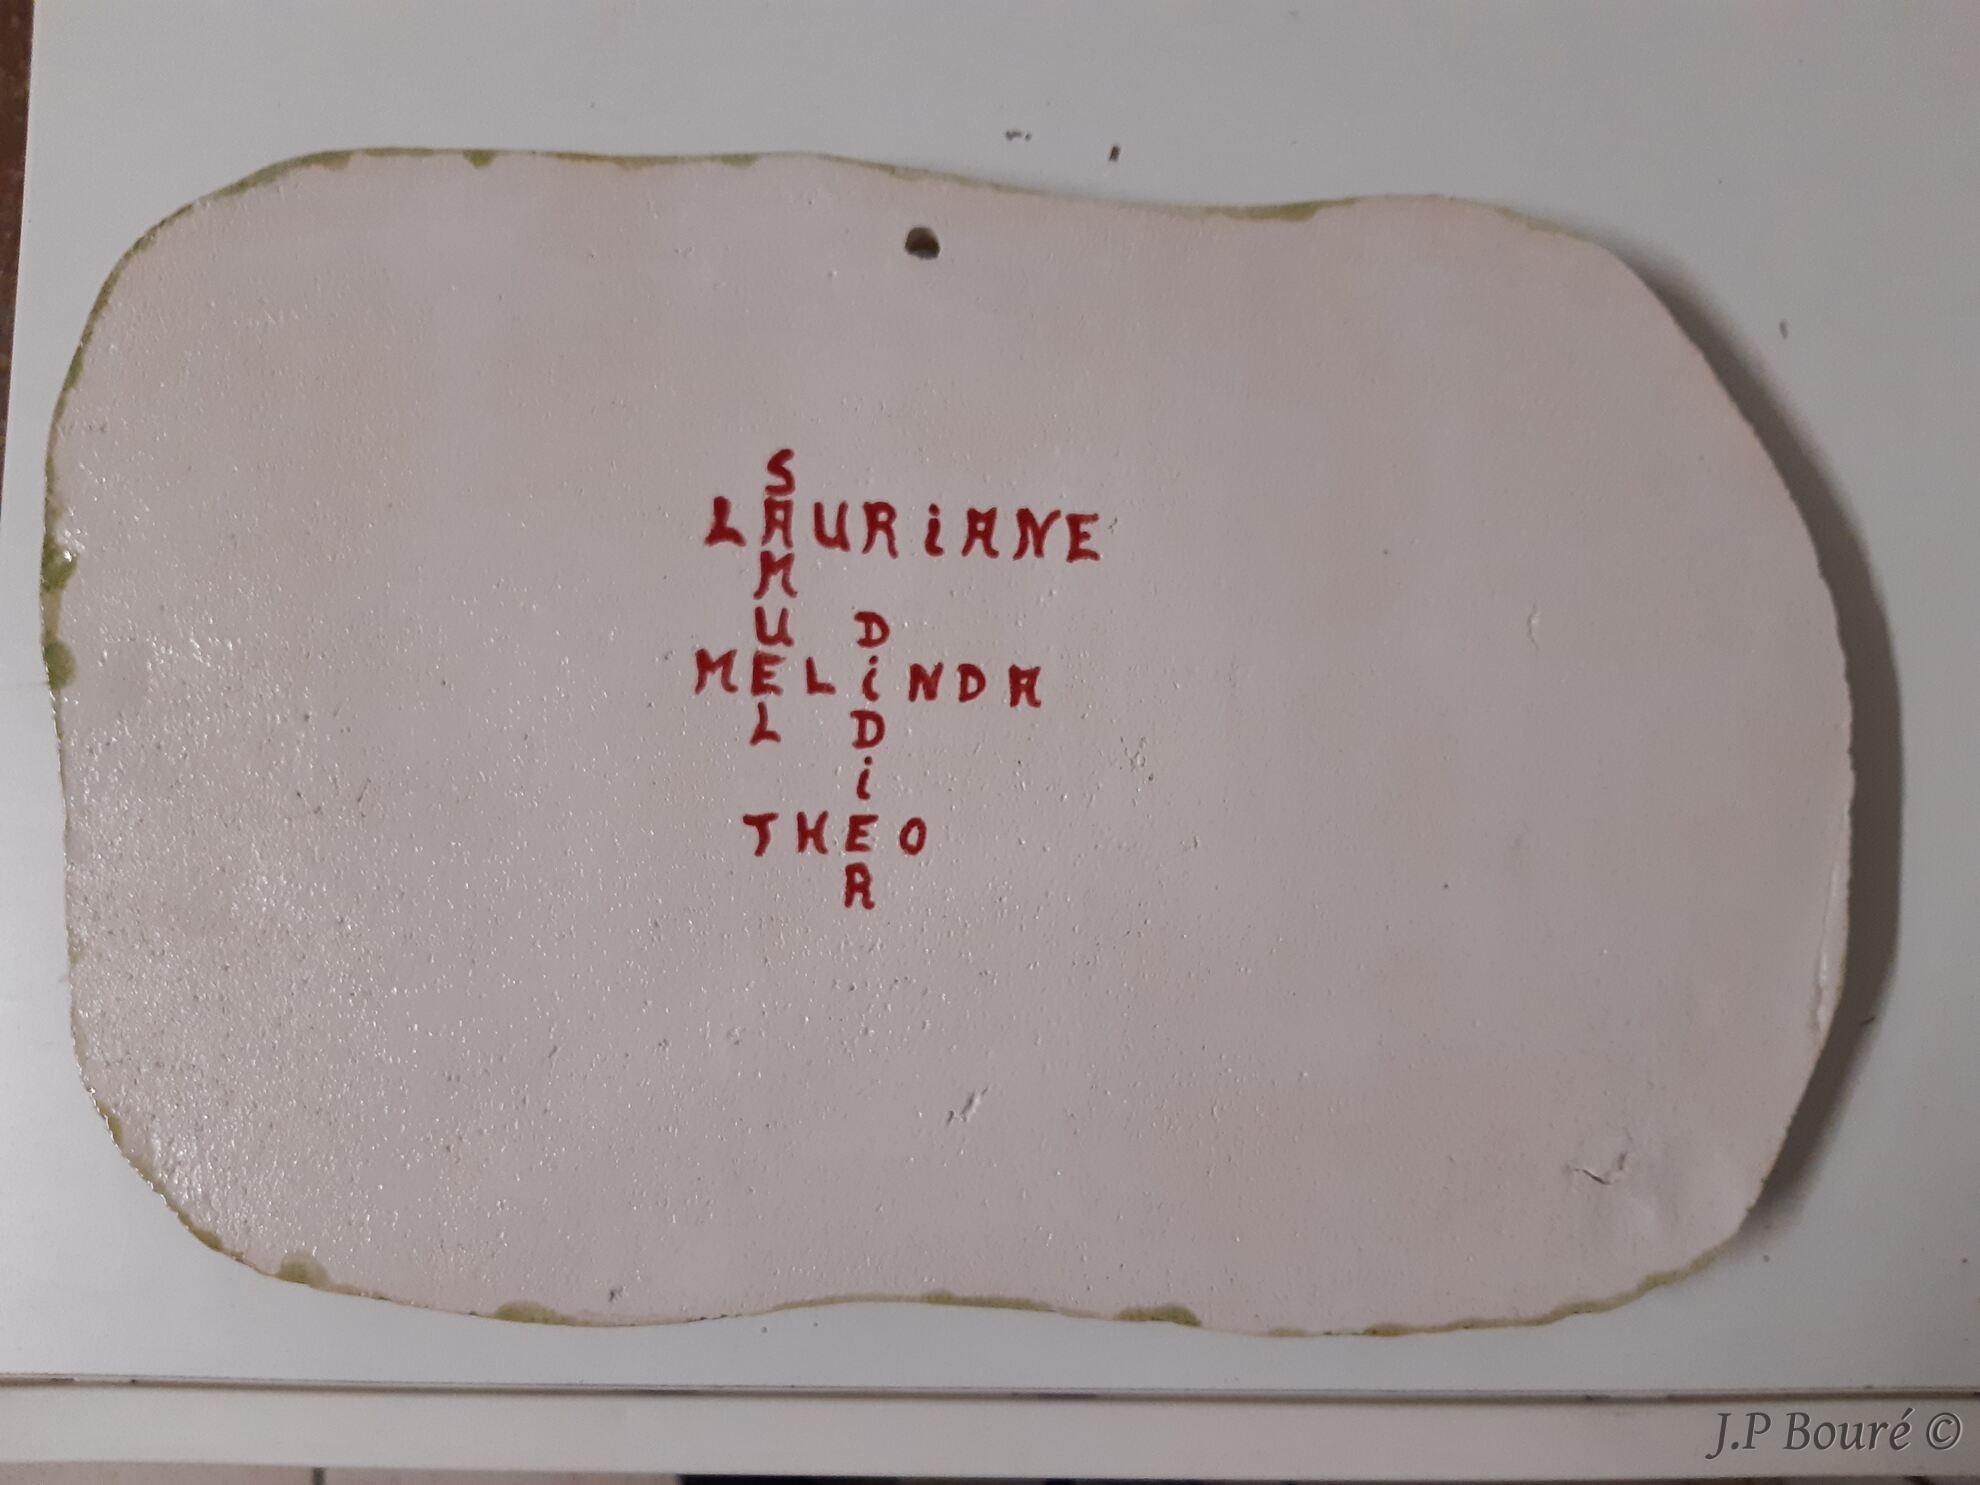 S
LAURiANE
M
U D
MELiNDA
L D
i
THEO
R
J.P Bouré ©